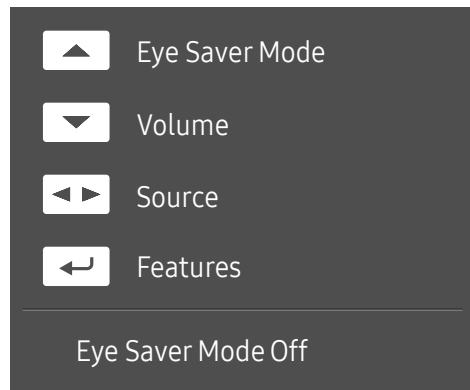 Eye Saver Mode
Volume
Source
Features
Eye Saver Mode Off